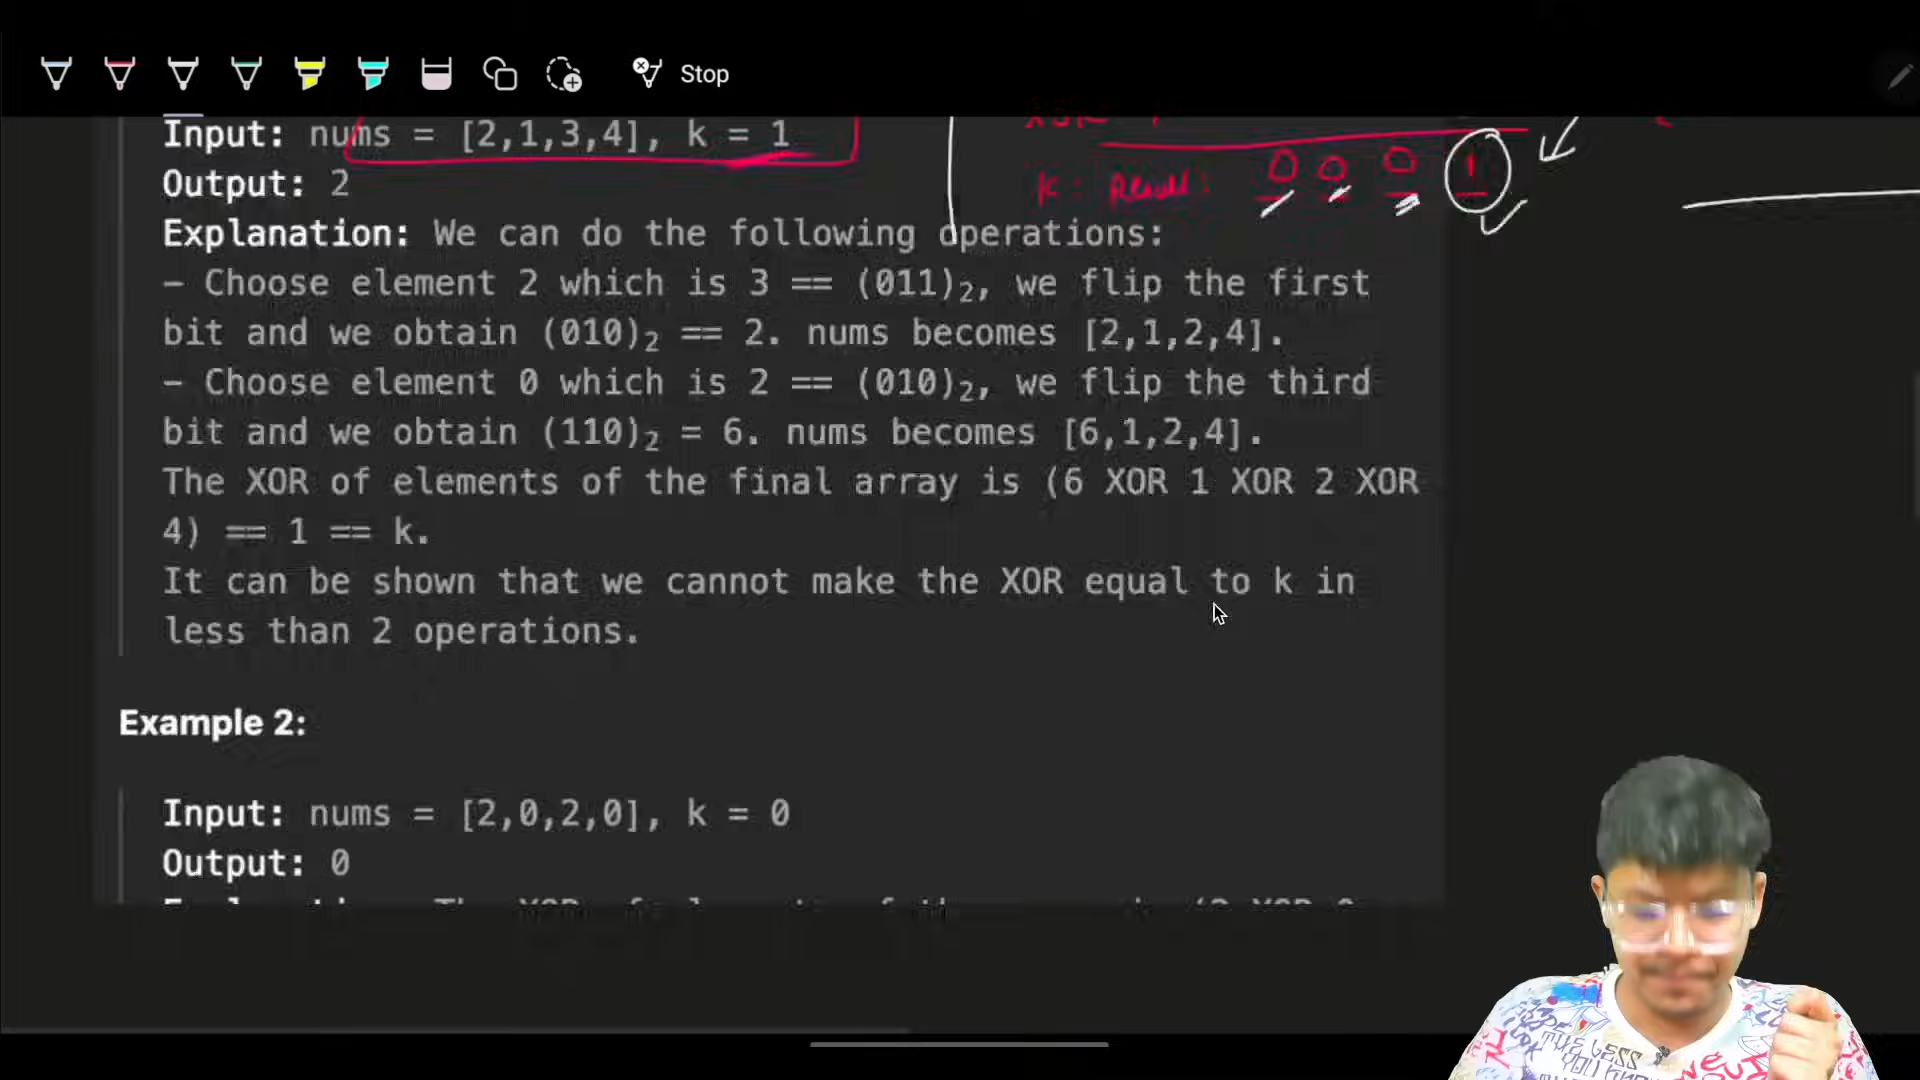 Stop
Input: nums = [2,1,3,4], k = 1
Output: 2
K: Result: 0 0 0 1
Explanation: We can do the following operations:
– Choose element 2 which is 3 == (011)₂, we flip the first
bit and we obtain (010)₂ == 2. nums becomes [2,1,2,4].
– Choose element 0 which is 2 == (010)₂, we flip the third
bit and we obtain (110)₂ = 6. nums becomes [6,1,2,4].
The XOR of elements of the final array is (6 XOR 1 XOR 2 XOR
4) == 1 == k.
It can be shown that we cannot make the XOR equal to k in
less than 2 operations.
Example 2:
Input: nums = [2,0,2,0], k = 0
Output: 0